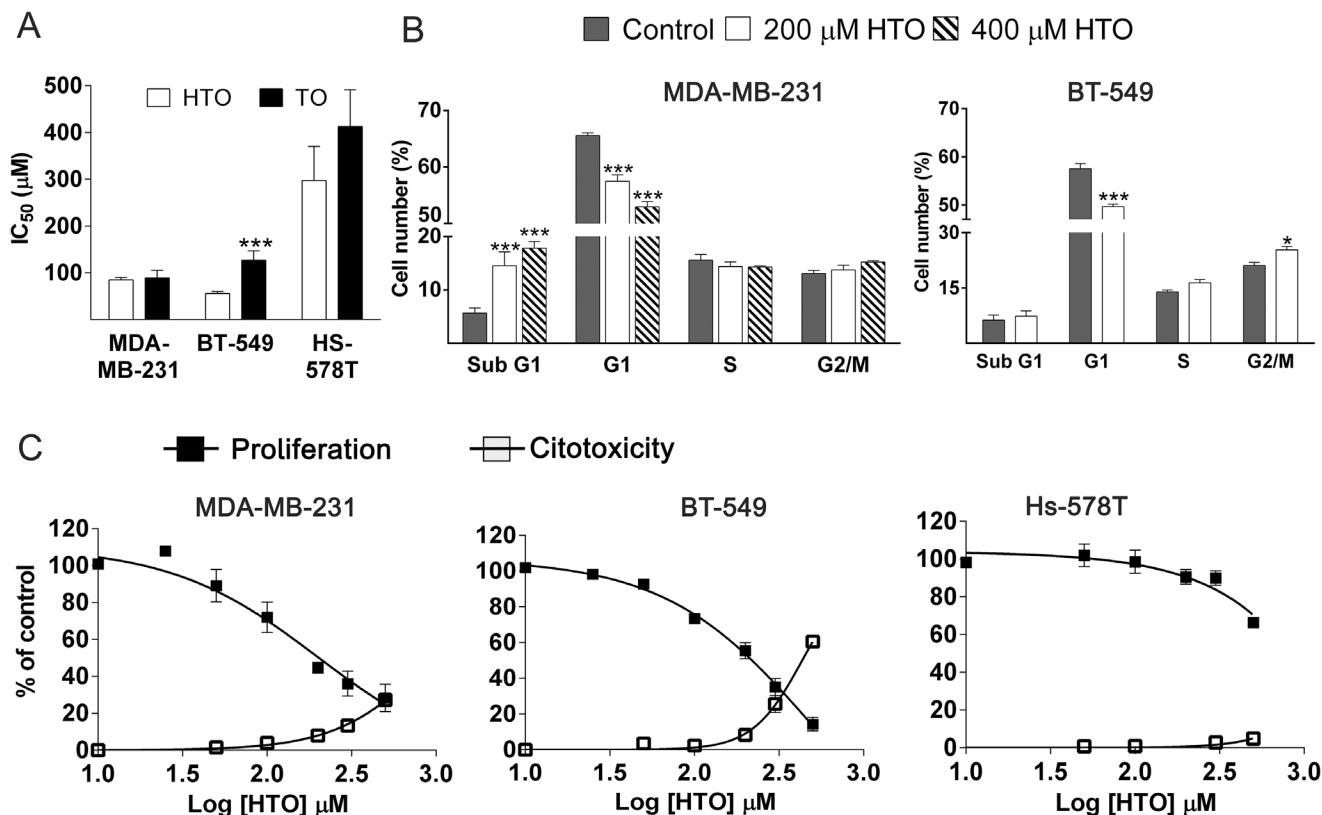 A
HTO TO
IC50 (μM)
500
400
300
200
100
MDA-
MB-231
BT-549
HS-
578T
***
B
Control 200 μM HTO 400 μM HTO
MDA-MB-231
Cell number (%)
70
60
50
20
10
***
***
***
***
Sub G1 G1 S G2/M
BT-549
Cell number (%)
70
60
50
30
15
***
*
Sub G1 G1 S G2/M
C
Proliferation Citotoxicity
MDA-MB-231
% of control
120
100
80
60
40
20
0
1.0 1.5 2.0 2.5 3.0
Log [HTO] μM
BT-549
120
100
80
60
40
20
0
1.0 1.5 2.0 2.5 3.0
Log [HTO] μM
Hs-578T
120
100
80
60
40
20
0
1.0 1.5 2.0 2.5 3.0
Log [HTO] μM